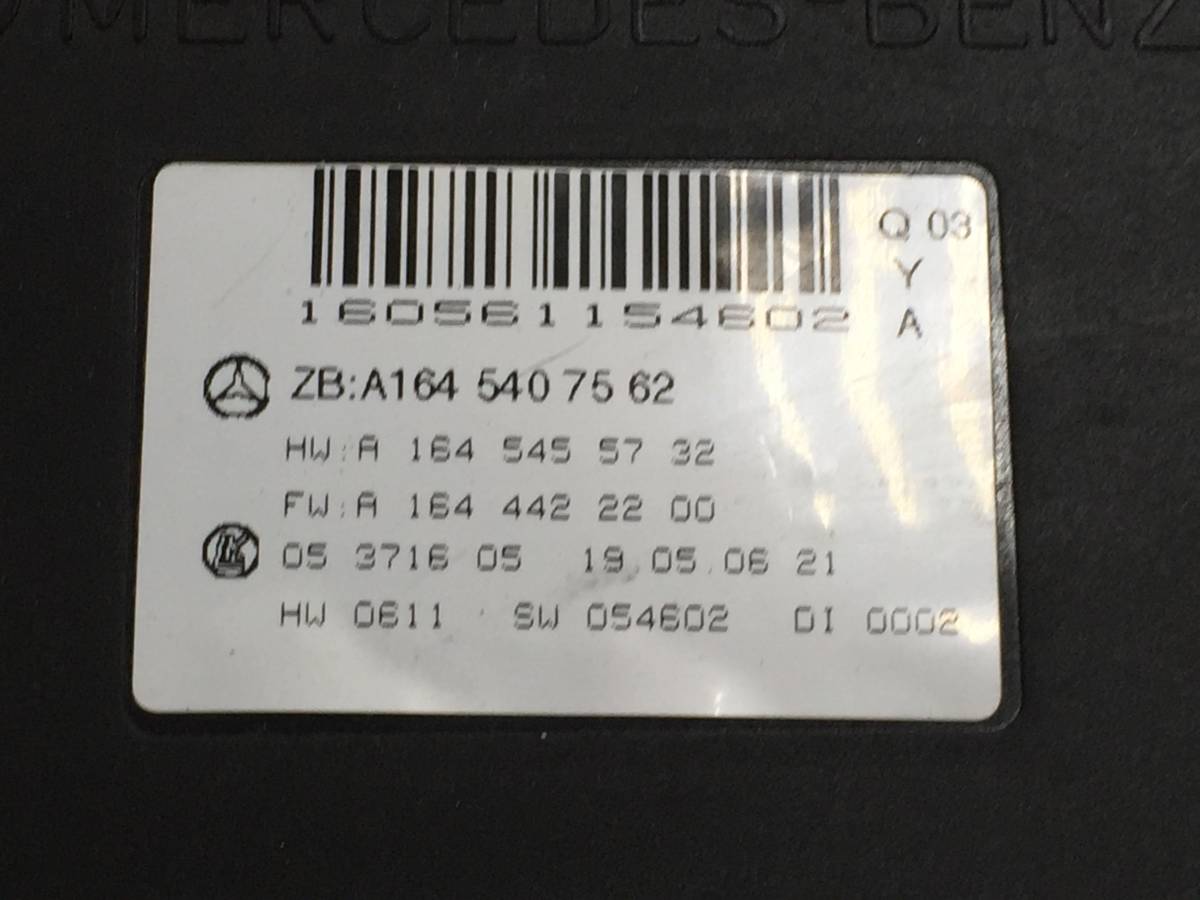 MERCEDES-BENZ
Q 03
Y
A
160561154602
ZB:A164 540 75 62
HW:A 164 545 57 32
FW:A 164 442 22 00
05 3716 05 19.05.06 21
HW 0611 SW 054602 DI 0002